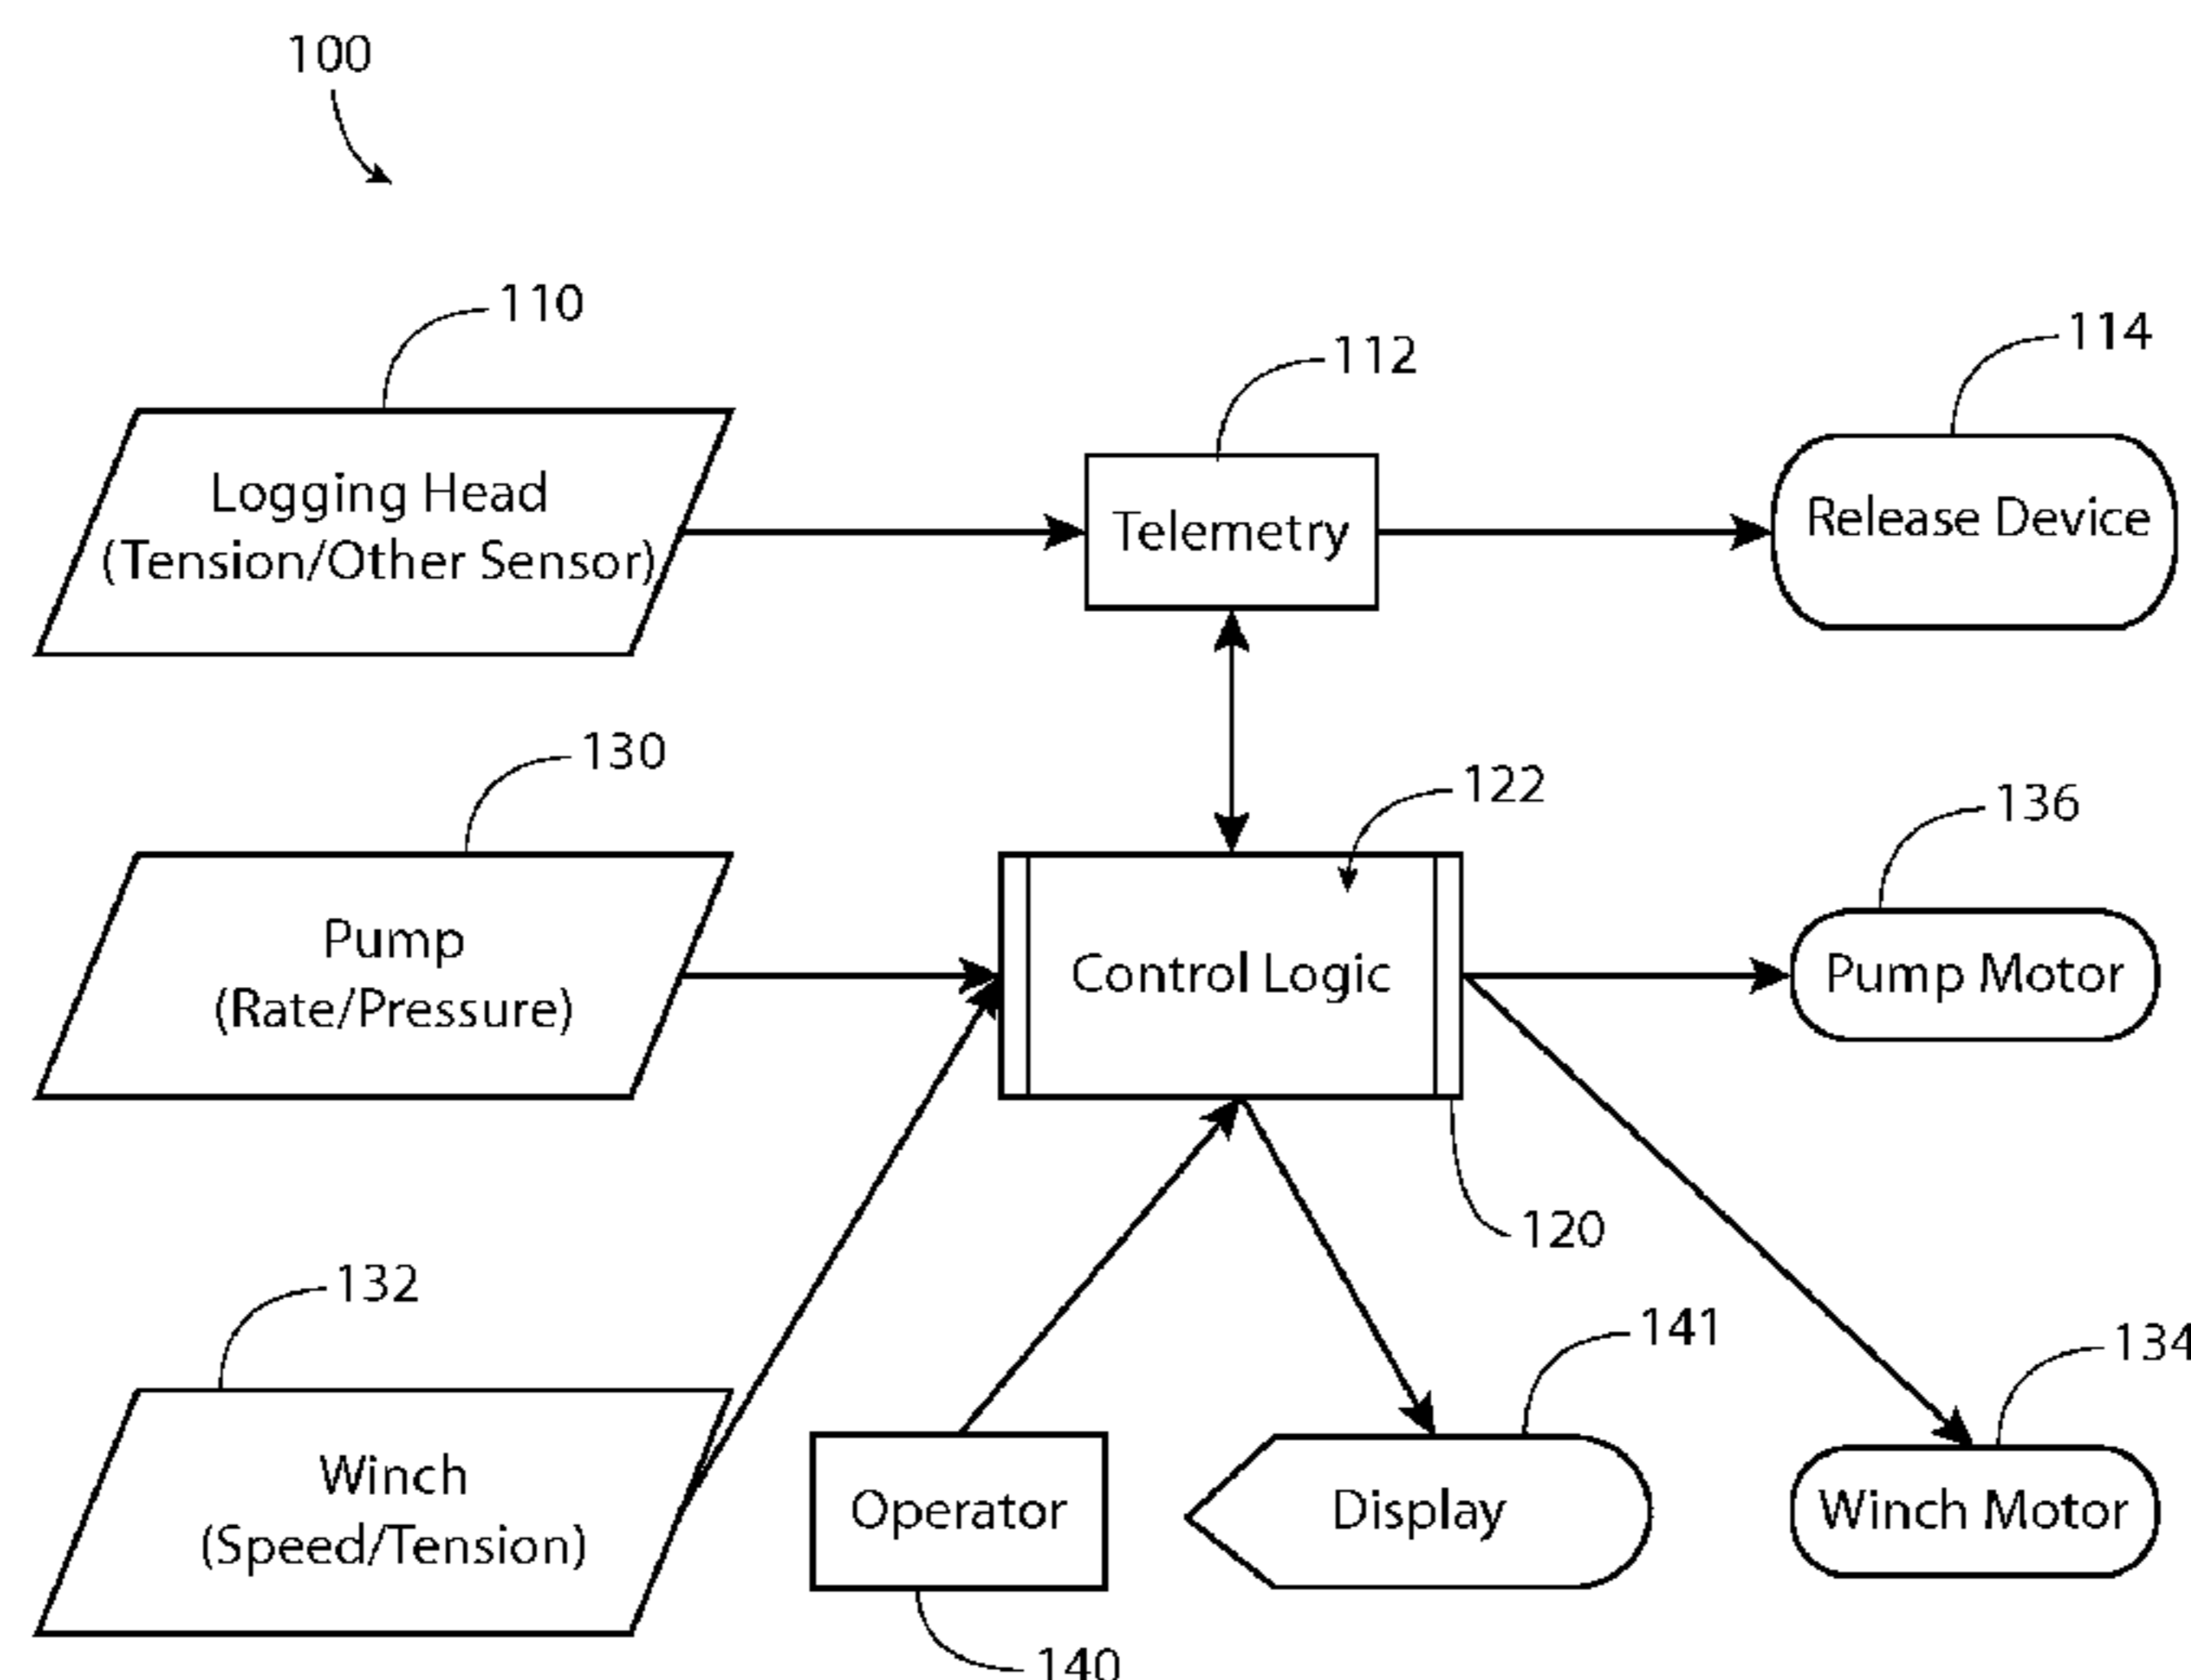 100
110
112
114
Logging Head
(Tension/Other Sensor)
Telemetry
Release Device
130
122
136
Pump
(Rate/Pressure)
Control Logic
Pump Motor
120
132
141
134
Winch
(Speed/Tension)
Operator
Display
Winch Motor
140